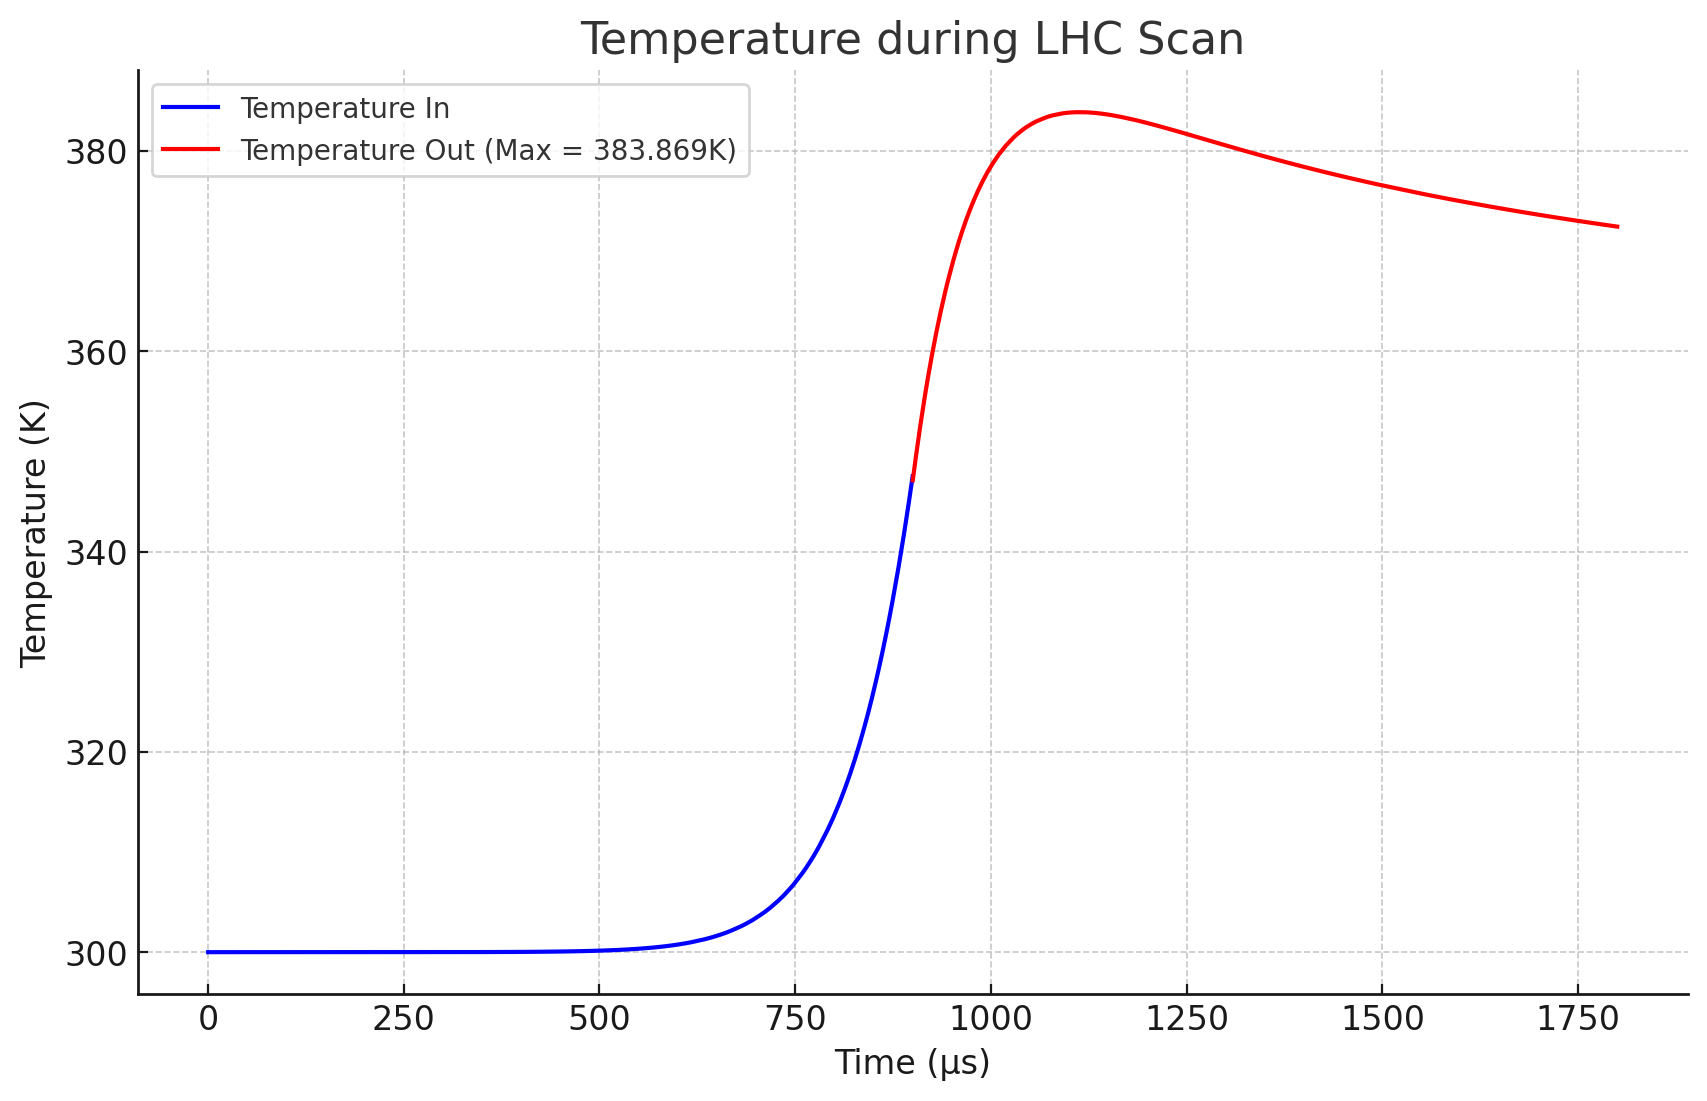 Temperature during LHC Scan
Temperature In
Temperature Out (Max = 383.869K)
380
360
340
320
300
Temperature (K)
0 250 500 750 1000 1250 1500 1750
Time (μs)